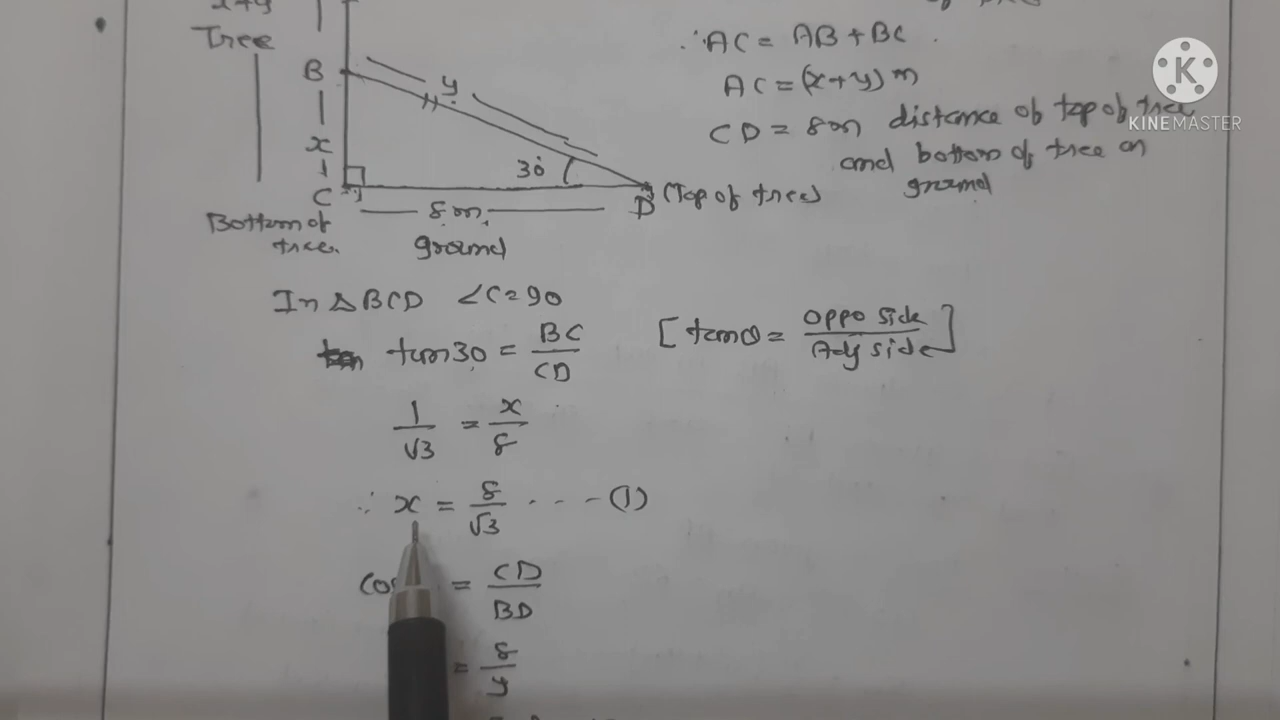 x+y
Tree
B
y
x
30°
C
8 m
D (Top of tree)
Bottom of
tree.
ground
∴ AC = AB + BC .
AC = (x+y) m
CD = 8m distance of top of tree
and bottom of tree on
ground
K
KINEMASTER
In △BCD ∠C=90
tan30 = BC/CD [tanθ = Oppo side/Adj side]
1/√3 = x/8
∴ x = 8/√3 - - - - (1)
= CD/BD
= 8/y